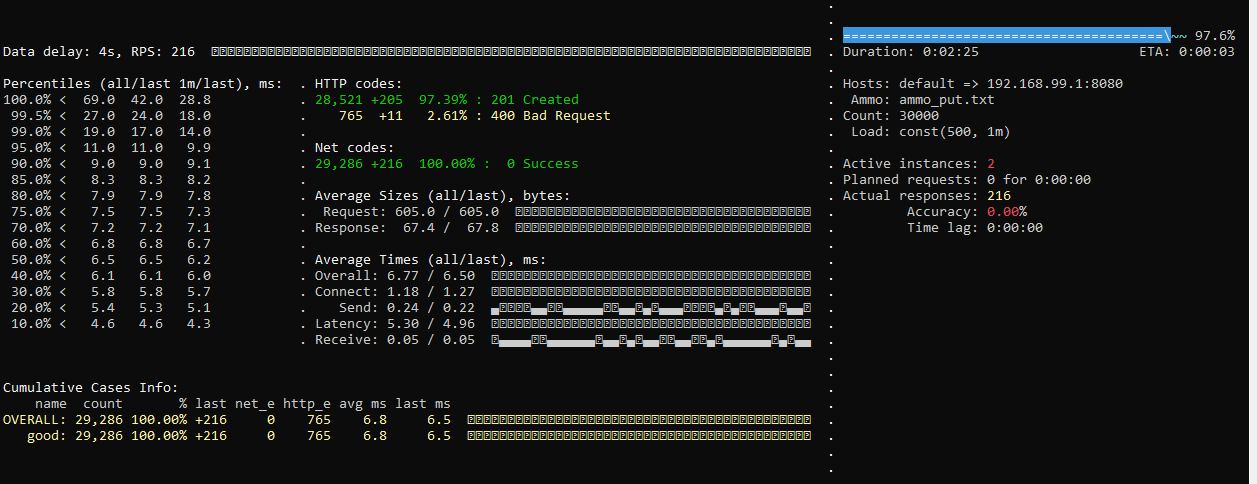 Data delay: 4s, RPS: 216
Percentiles (all/last 1m/last), ms:
100.0% < 69.0 42.0 28.8
99.5% < 27.0 24.0 18.0
99.0% < 19.0 17.0 14.0
95.0% < 11.0 11.0 9.9
90.0% < 9.0 9.0 9.1
85.0% < 8.3 8.3 8.2
80.0% < 7.9 7.9 7.8
75.0% < 7.5 7.5 7.3
70.0% < 7.2 7.2 7.1
60.0% < 6.8 6.8 6.7
50.0% < 6.5 6.5 6.2
40.0% < 6.1 6.1 6.0
30.0% < 5.8 5.8 5.7
20.0% < 5.4 5.3 5.1
10.0% < 4.6 4.6 4.3
. HTTP codes:
. 28,521 +205 97.39% : 201 Created
. 765 +11 2.61% : 400 Bad Request
.
. Net codes:
. 29,286 +216 100.00% : 0 Success
.
. Average Sizes (all/last), bytes:
. Request: 605.0 / 605.0
. Response: 67.4 / 67.8
.
. Average Times (all/last), ms:
. Overall: 6.77 / 6.50
. Connect: 1.18 / 1.27
. Send: 0.24 / 0.22
. Latency: 5.30 / 4.96
. Receive: 0.05 / 0.05
Cumulative Cases Info:
name count % last net_e http_e avg ms last ms
OVERALL: 29,286 100.00% +216 0 765 6.8 6.5
good: 29,286 100.00% +216 0 765 6.8 6.5
. ========================================\~~ 97.6%
. Duration: 0:02:25 ETA: 0:00:03
.
. Hosts: default => 192.168.99.1:8080
. Ammo: ammo_put.txt
. Count: 30000
. Load: const(500, 1m)
.
. Active instances: 2
. Planned requests: 0 for 0:00:00
. Actual responses: 216
. Accuracy: 0.00%
. Time lag: 0:00:00